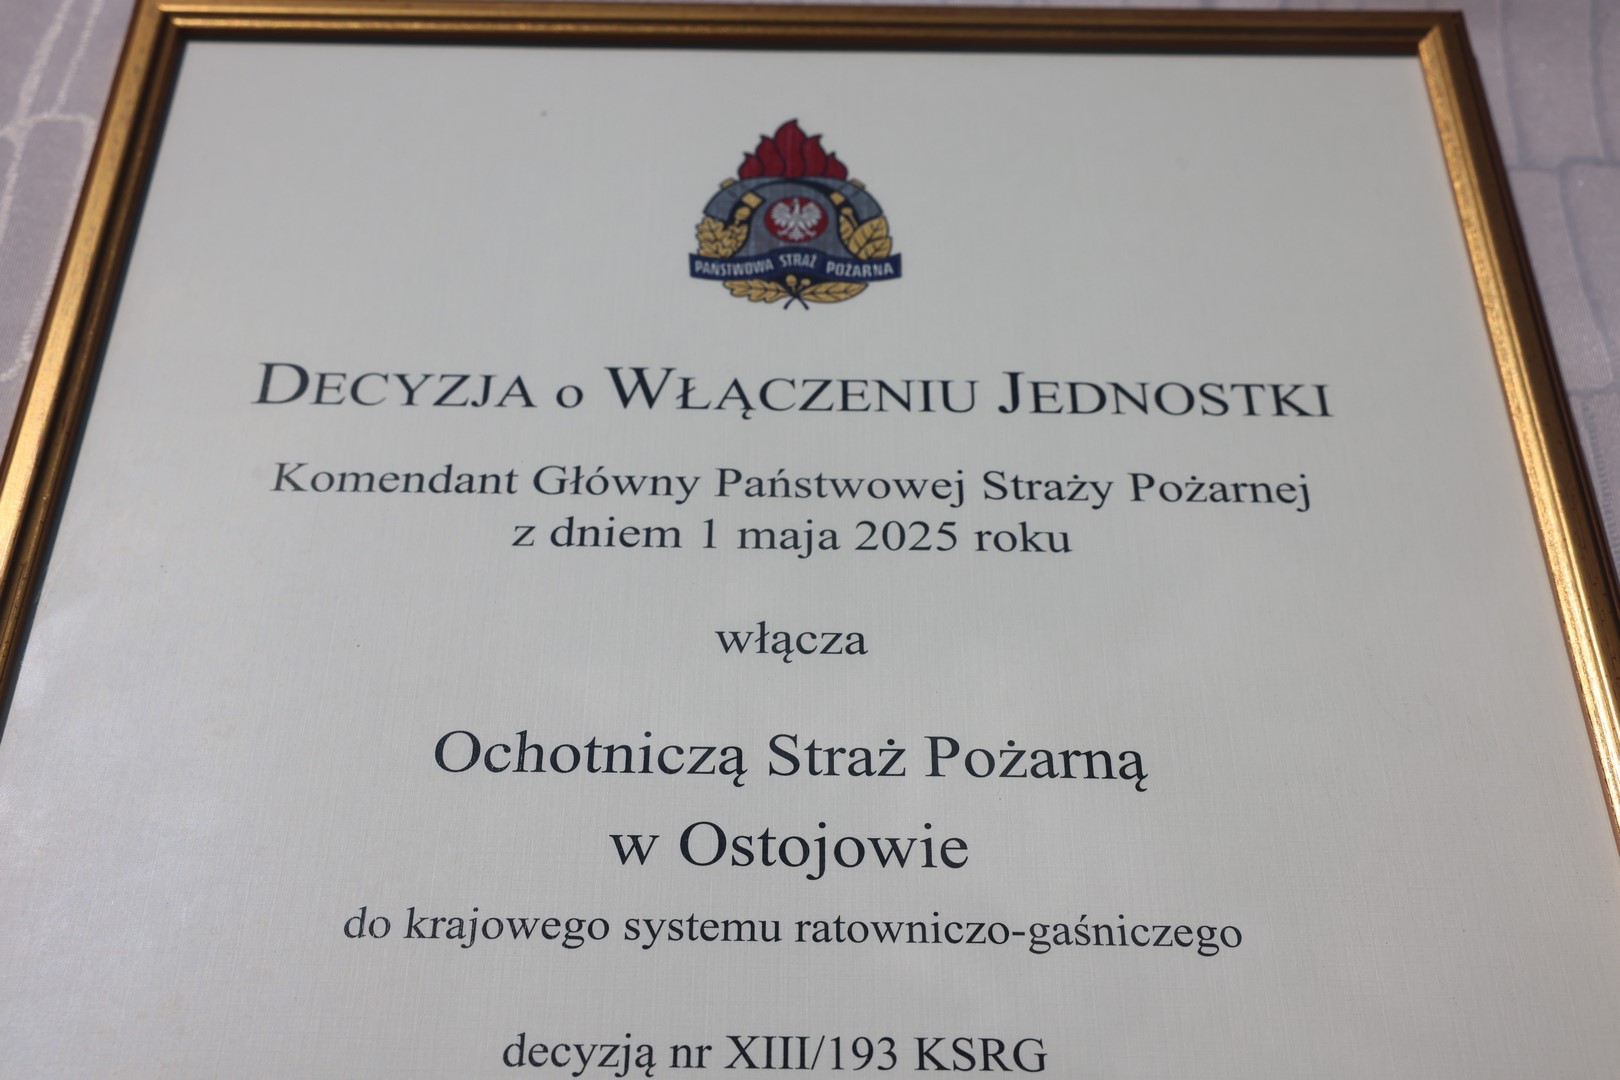 PAŃSTWOWA STRAŻ POŻARNA
DECYZJA O WŁĄCZENIU JEDNOSTKI
Komendant Główny Państwowej Straży Pożarnej
z dniem 1 maja 2025 roku
włącza
Ochotniczą Straż Pożarną
w Ostojowie
do krajowego systemu ratowniczo-gaśniczego
decyzją nr XIII/193 KSRG